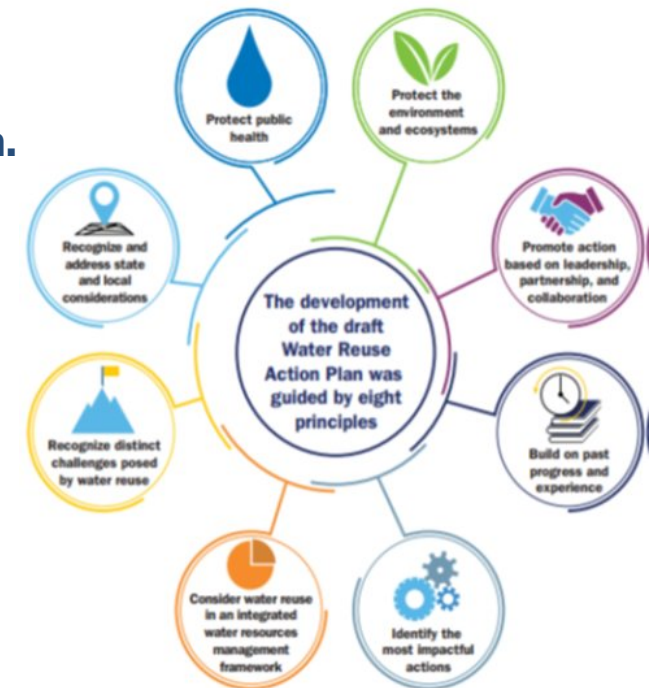 n.
Protect public
health
Protect the
environment
and ecosystems
Recognize and
address state
and local
considerations
Promote action
based on leadership,
partnership, and
collaboration
The development
of the draft
Water Reuse
Action Plan was
guided by eight
principles
Recognize distinct
challenges posed
by water reuse
Build on past
progress and
experience
Consider water reuse
in an integrated
water resources
management
framework
Identify the
most impactful
actions